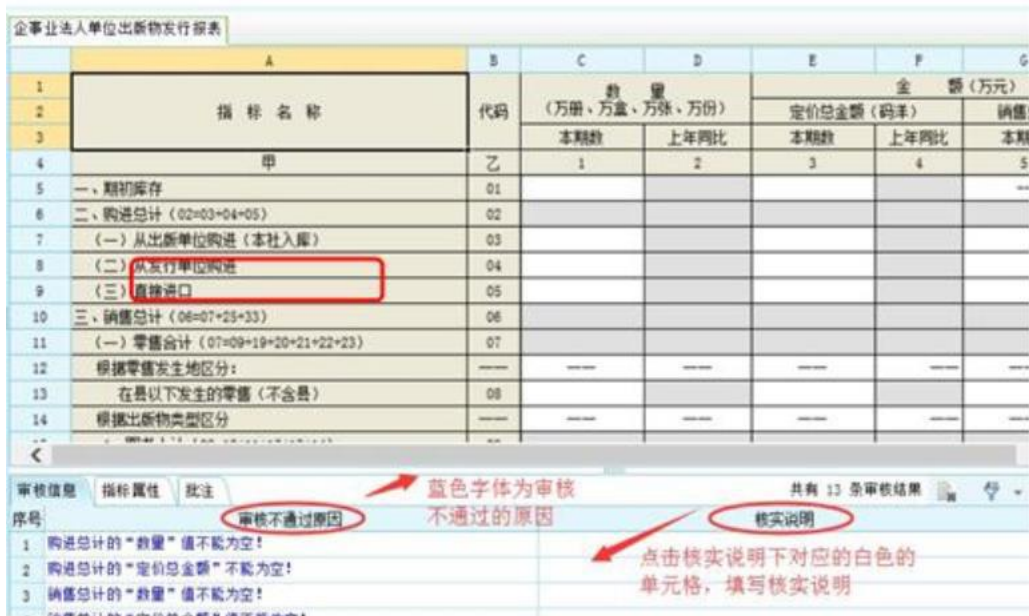 企事业法人单位出版物发行报表
A B C D E F G
1 指标名称 代码 数 量 金 额（万元）
2 （万册、万盒、万张、万份） 定价总金额（码洋） 销售
3 本期数 上年同比 本期数 上年同比 本期
4 甲 乙 1 2 3 4 5
5 一、期初库存 01 --
6 二、购进总计（02=03+04+05） 02
7 （一）从出版单位购进（本社入库） 03
8 （二）从发行单位购进 04
9 （三）直接进口 05
10 三、销售总计（06=07+25+33） 06
11 （一）零售合计（07=09+19+20+21+22+23） 07
12 根据零售发生地区分： —— —— —— —— ——
13 在县以下发生的零售（不含县） 08
14 根据出版物类型区分 —— —— —— —— ——
审核信息 指标属性 批注 共有 13 条审核结果
蓝色字体为审核
不通过的原因
序号 审核不通过原因 核实说明
1 购进总计的“数量”值不能为空！
2 购进总计的“定价总金额”不能为空！
3 销售总计的“数量”值不能为空！
点击核实说明下对应的白色的
单元格，填写核实说明